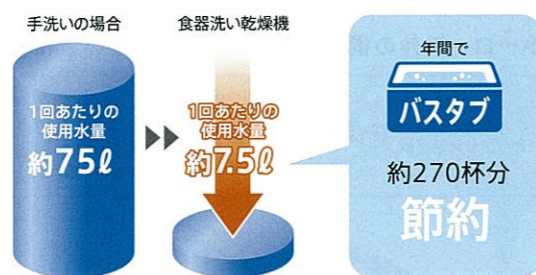 手洗いの場合
1回あたりの
使用水量
約75ℓ
食器洗い乾燥機
1回あたりの
使用水量
約7.5ℓ
年間で
バスタブ
約270杯分
節約